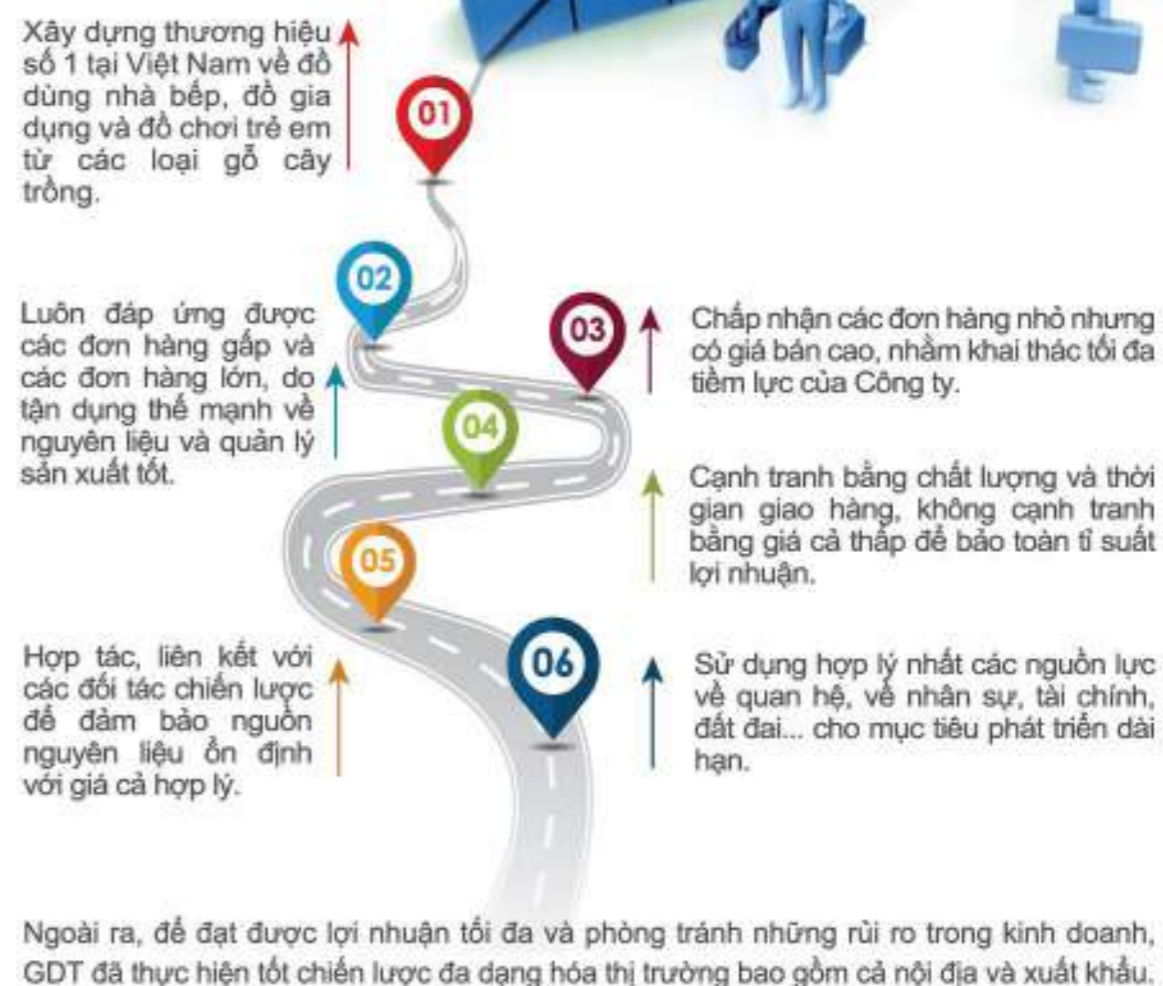 Xây dựng thương hiệu
số 1 tại Việt Nam về đồ
dùng nhà bếp, đồ gia
dụng và đồ chơi trẻ em
từ các loại gỗ cây
trồng.
01
02
Luôn đáp ứng được
các đơn hàng gấp và
các đơn hàng lớn, do
tận dụng thế mạnh về
nguyên liệu và quản lý
sản xuất tốt.
03
Chấp nhận các đơn hàng nhỏ nhưng
có giá bán cao, nhằm khai thác tối đa
tiềm lực của Công ty.
04
Cạnh tranh bằng chất lượng và thời
gian giao hàng, không cạnh tranh
bằng giá cả thấp để bảo toàn tỉ suất
lợi nhuận.
05
Hợp tác, liên kết với
các đối tác chiến lược
để đảm bảo nguồn
nguyên liệu ổn định
với giá cả hợp lý.
06
Sử dụng hợp lý nhất các nguồn lực
về quan hệ, về nhân sự, tài chính,
đất đai... cho mục tiêu phát triển dài
hạn.
Ngoài ra, để đạt được lợi nhuận tối đa và phòng tránh những rủi ro trong kinh doanh,
GDT đã thực hiện tốt chiến lược đa dạng hóa thị trường bao gồm cả nội địa và xuất khẩu.